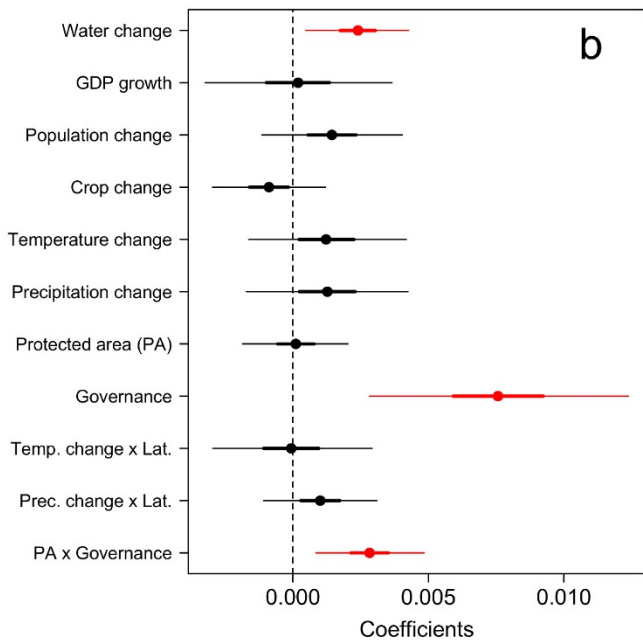 b
Water change
GDP growth
Population change
Crop change
Temperature change
Precipitation change
Protected area (PA)
Governance
Temp. change x Lat.
Prec. change x Lat.
PA x Governance
0.000 0.005 0.010
Coefficients